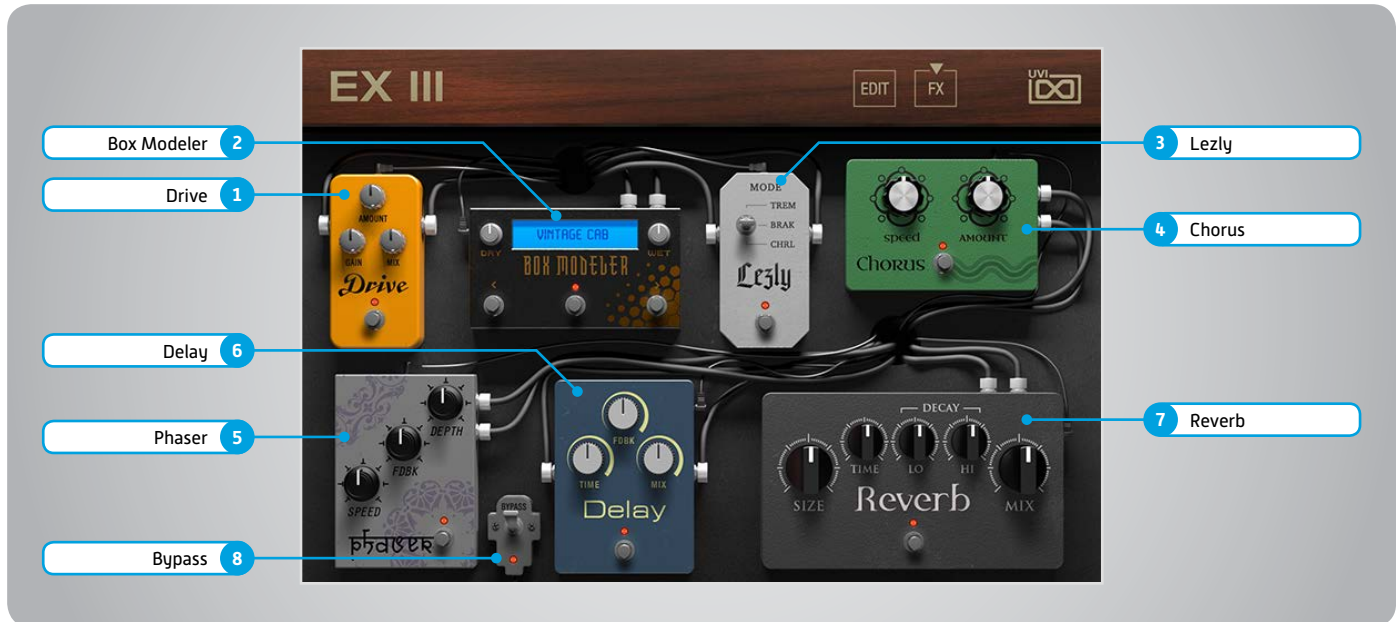 EX III
EDIT
FX
UVI
Box Modeler 2
Drive 1
3 Lezly
4 Chorus
AMOUNT
GAIN MIX
Drive
VINTAGE CAB
DRY WET
BOX MODELER
< >
MODE
TREM
BRAK
CHRL
Lezly
speed AMOUNT
Chorus
Delay 6
Phaser 5
Bypass 8
7 Reverb
DEPTH
FDBK
SPEED
phaser
BYPASS
FDBK
TIME MIX
Delay
DECAY
TIME LO HI
SIZE MIX
Reverb